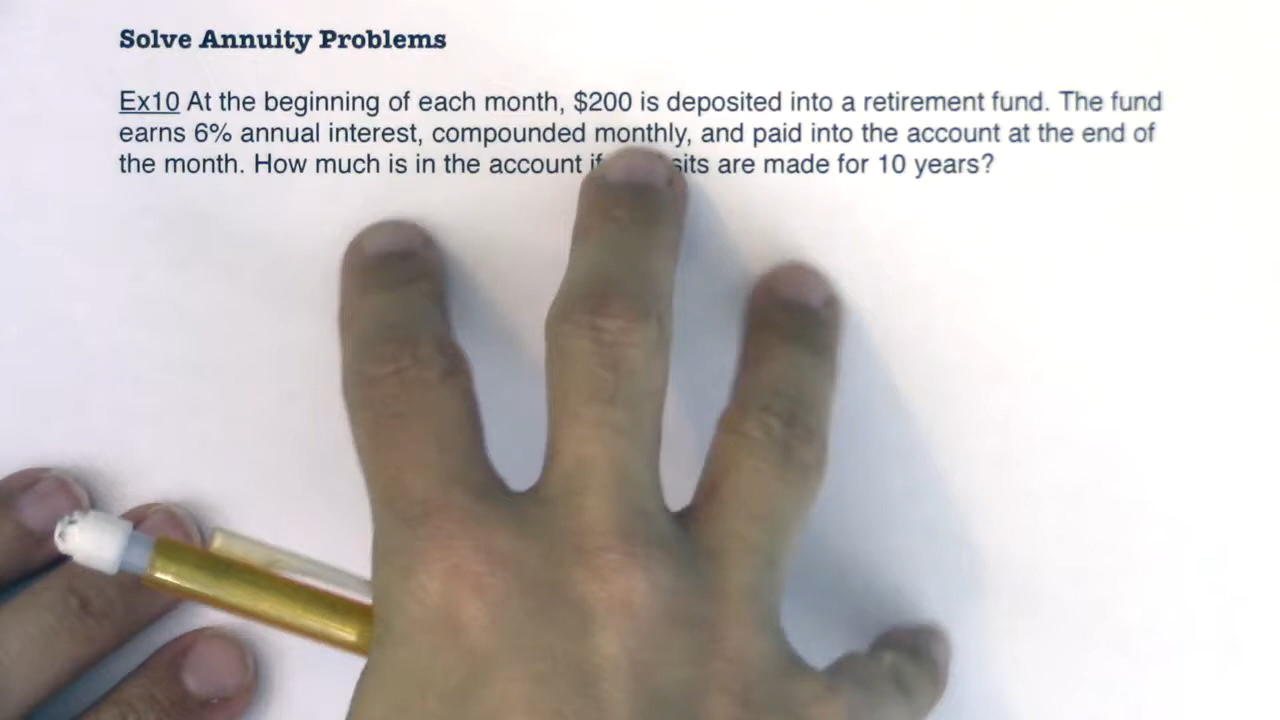 Solve Annuity Problems
Ex10 At the beginning of each month, $200 is deposited into a retirement fund. The fund
earns 6% annual interest, compounded monthly, and paid into the account at the end of
the month. How much is in the account are made for 10 years?